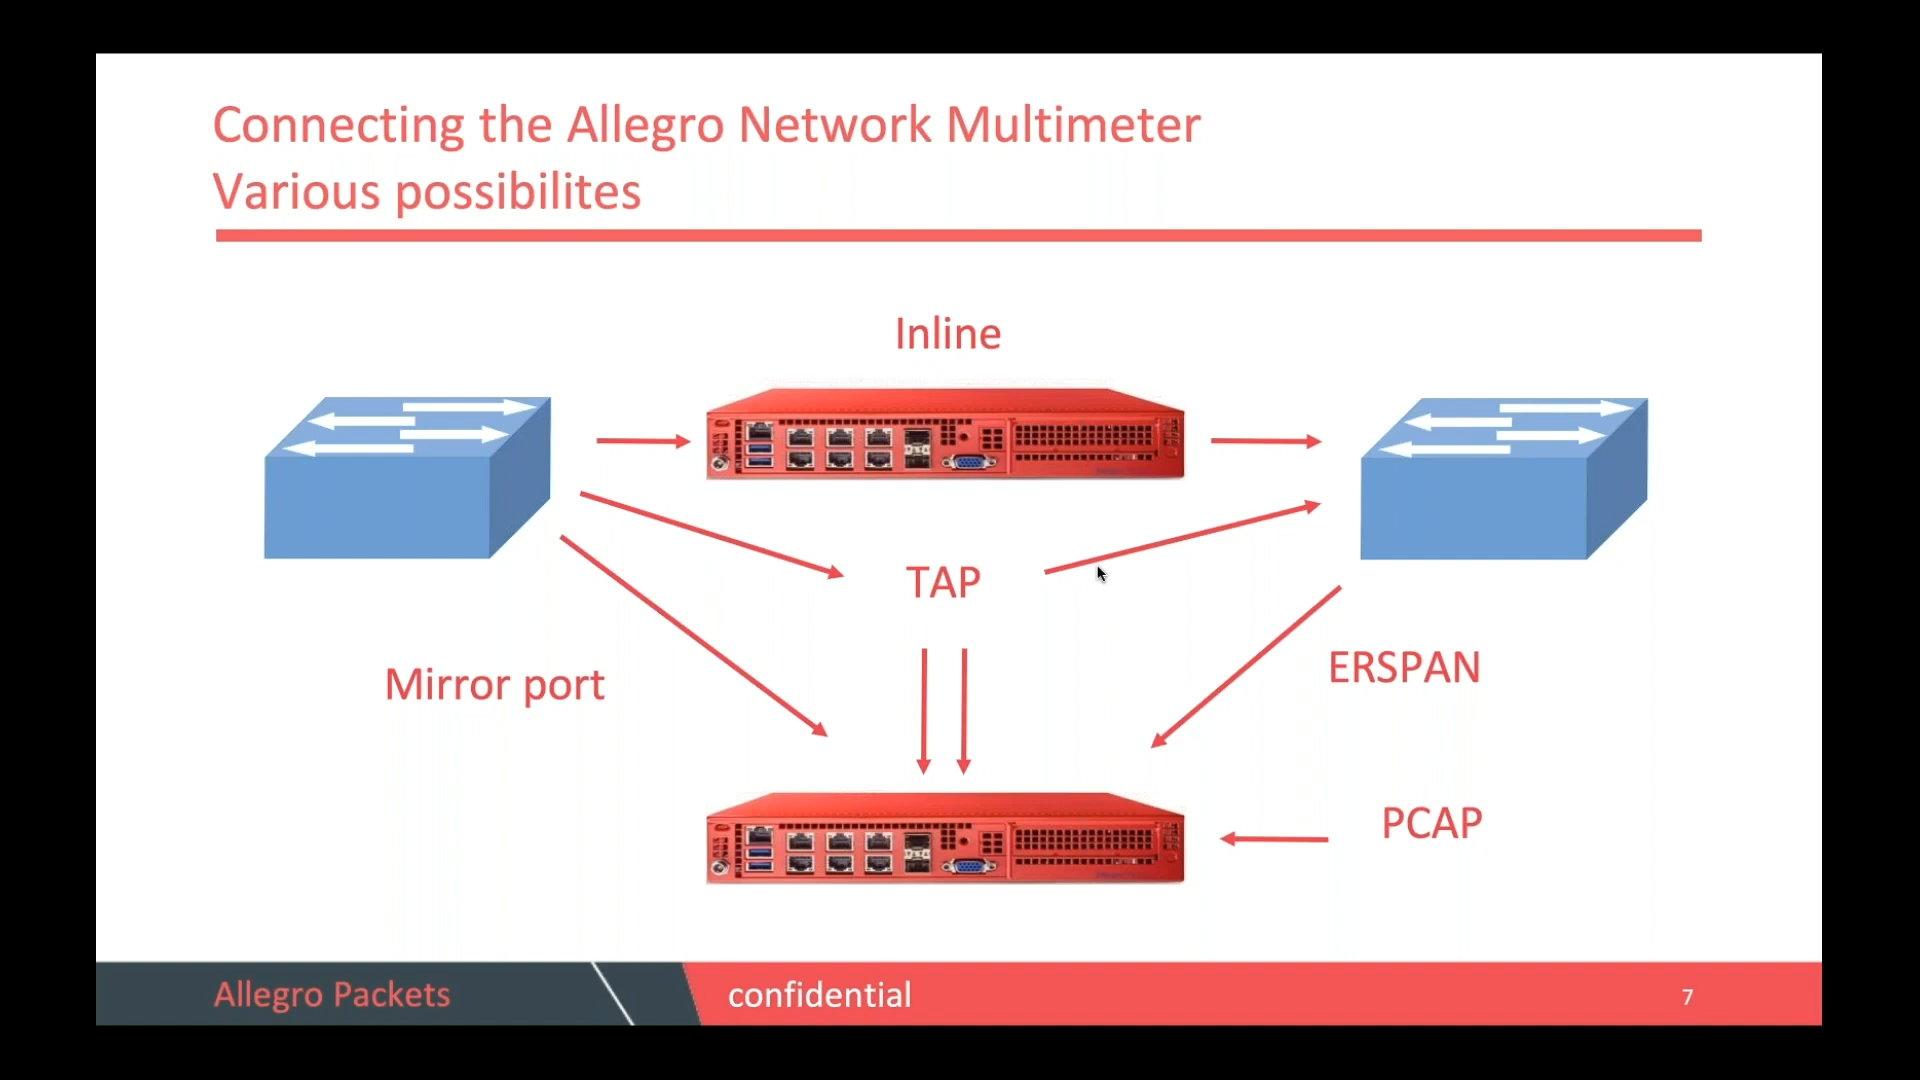 Connecting the Allegro Network Multimeter
Various possibilites
Inline
TAP
Mirror port
ERSPAN
PCAP
Allegro Packets
confidential
7